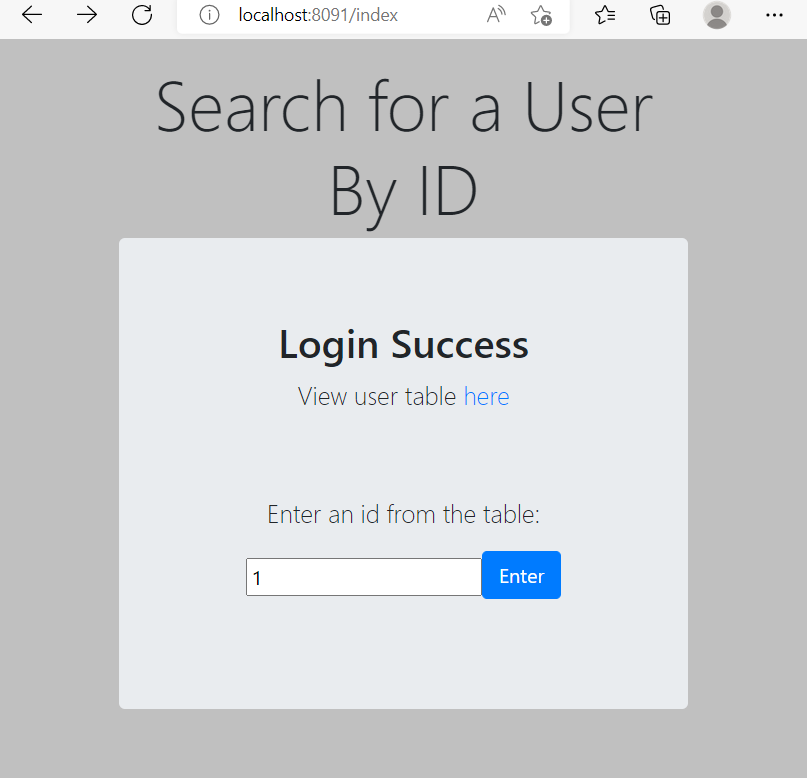 localhost:8091/index
Search for a User
By ID
Login Success
View user table here
Enter an id from the table:
1
Enter